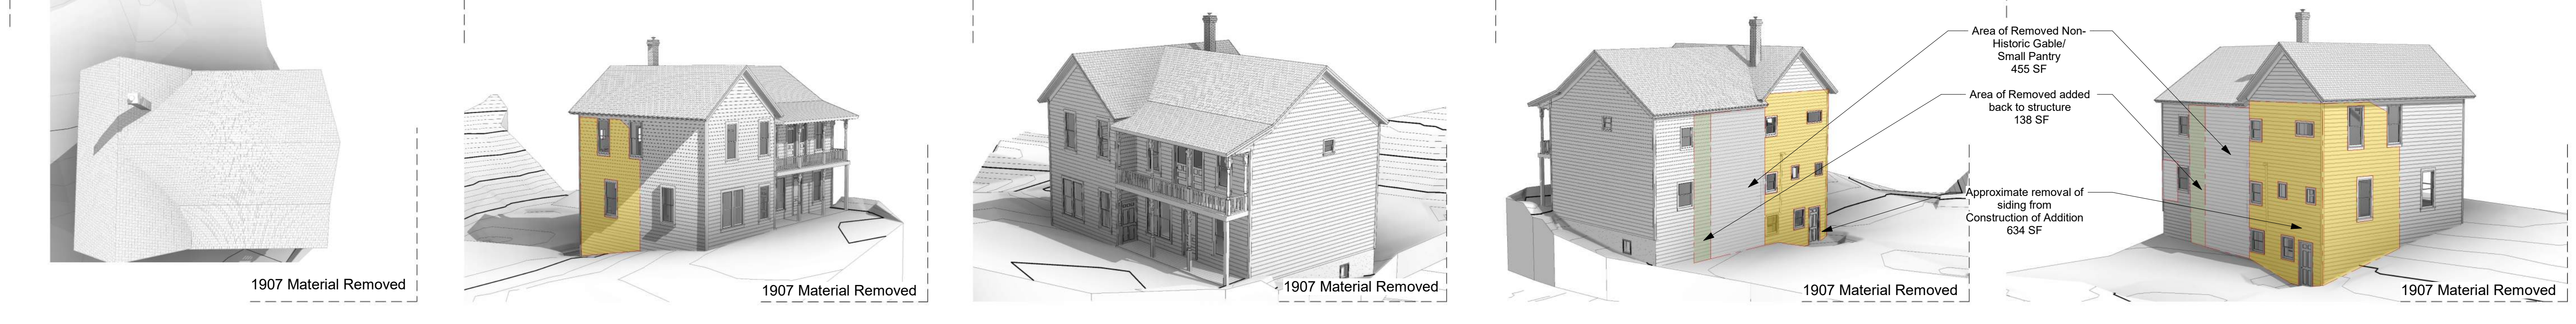 Area of Removed Non-
Historic Gable/
Small Pantry
455 SF
Area of Removed added
back to structure
138 SF
Approximate removal of
siding from
Construction of Addition
634 SF
1907 Material Removed
1907 Material Removed
1907 Material Removed
1907 Material Removed
1907 Material Removed